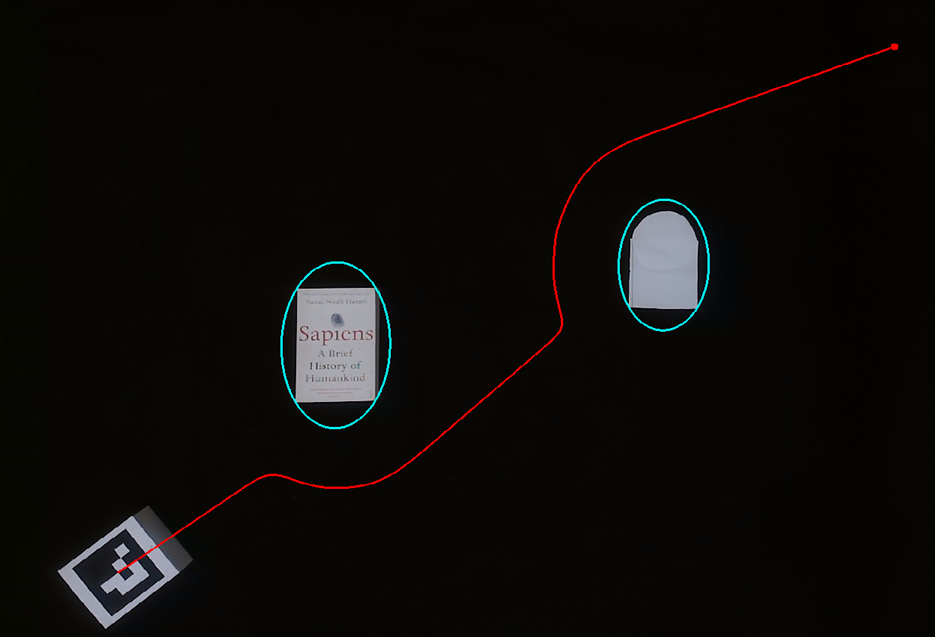 Yuval Noah Harari
Sapiens
A Brief
History of
Humankind